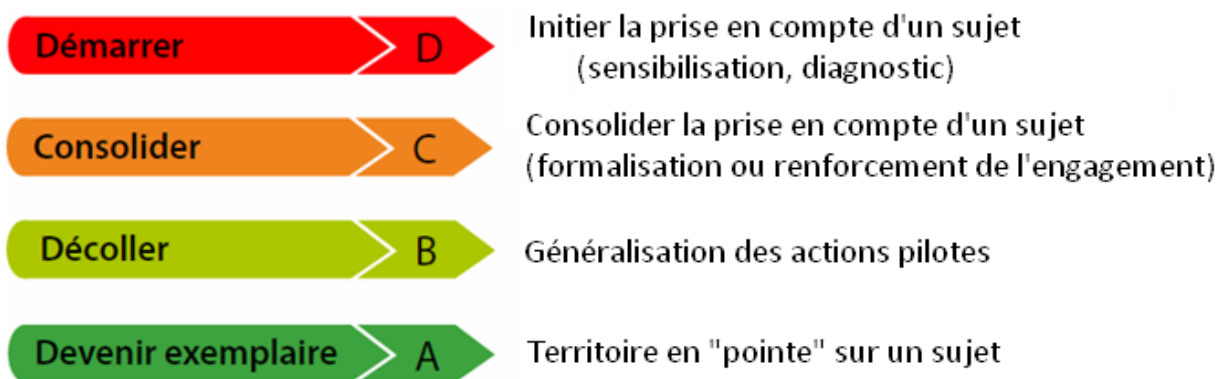 Démarrer D Initier la prise en compte d'un sujet
(sensibilisation, diagnostic)
Consolider C Consolider la prise en compte d'un sujet
(formalisation ou renforcement de l'engagement)
Décoller B Généralisation des actions pilotes
Devenir exemplaire A Territoire en "pointe" sur un sujet